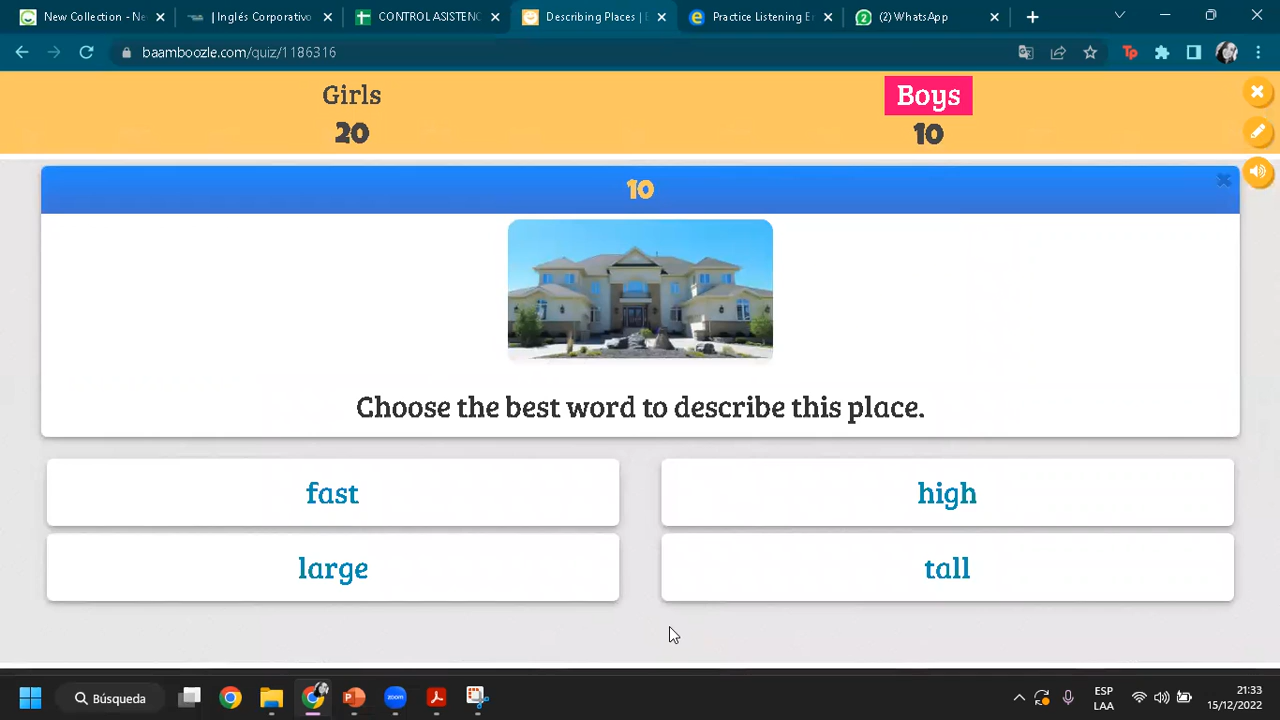 New Collection - Ne
| Inglés Corporativo
CONTROL ASISTENC
Describing Places | B
Practice Listening E
(2) WhatsApp
baamboozle.com/quiz/1186316
Tp
Girls
Boys
20
10
10
Choose the best word to describe this place.
fast
high
large
tall
Búsqueda
zoom
ESP
LAA
21:33
15/12/2022